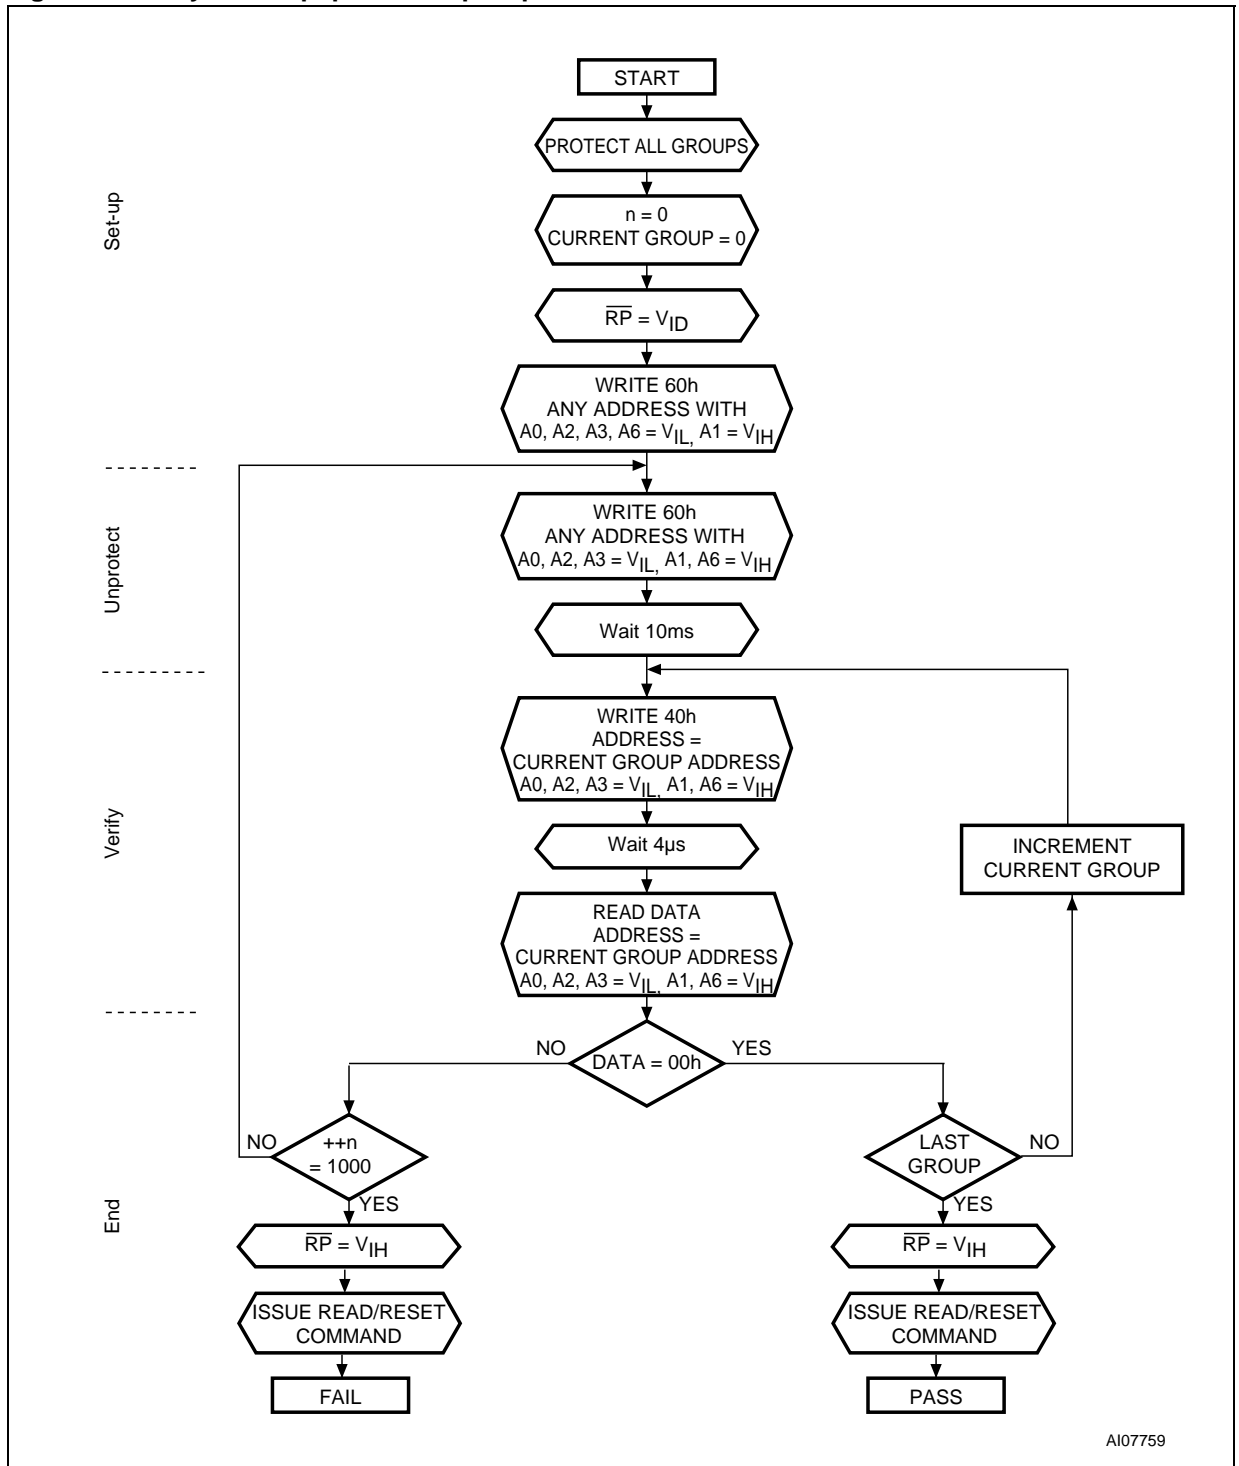 START
PROTECT ALL GROUPS
n = 0
CURRENT GROUP = 0
Set-up
R̅P̅ = VID
WRITE 60h
ANY ADDRESS WITH
A0, A2, A3, A6 = VIL, A1 = VIH
Unprotect
WRITE 60h
ANY ADDRESS WITH
A0, A2, A3 = VIL, A1, A6 = VIH
Wait 10ms
Verify
WRITE 40h
ADDRESS =
CURRENT GROUP ADDRESS
A0, A2, A3 = VIL, A1, A6 = VIH
Wait 4µs
INCREMENT
CURRENT GROUP
READ DATA
ADDRESS =
CURRENT GROUP ADDRESS
A0, A2, A3 = VIL, A1, A6 = VIH
End
NO
DATA = 00h
YES
NO
++n
= 1000
YES
LAST
GROUP
NO
YES
R̅P̅ = VIH
R̅P̅ = VIH
ISSUE READ/RESET
COMMAND
ISSUE READ/RESET
COMMAND
FAIL
PASS
AI07759